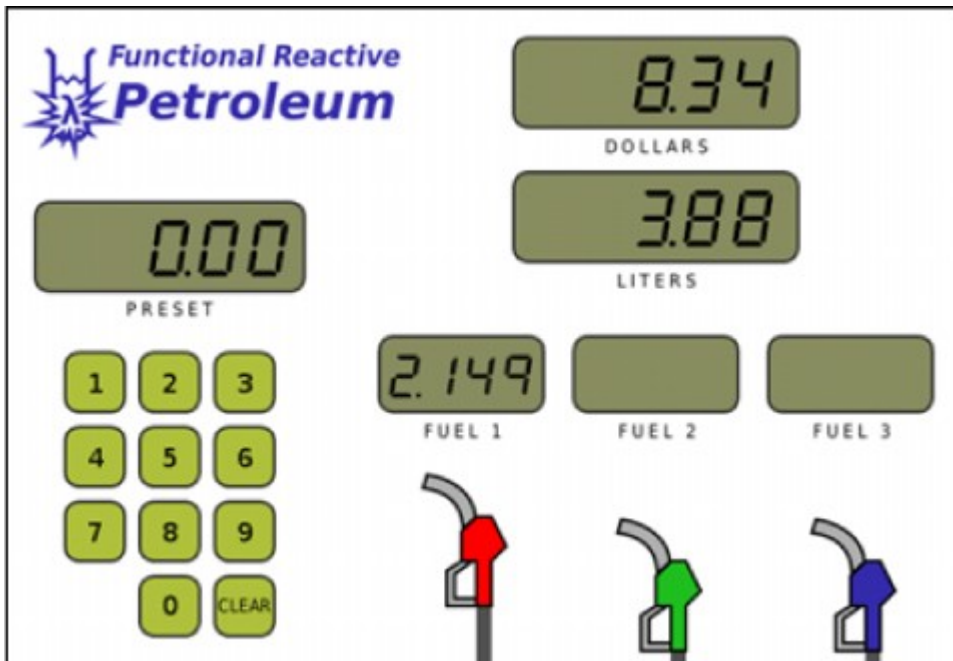 Functional Reactive
Petroleum
λ
8.34
DOLLARS
3.88
LITERS
0.00
PRESET
2.149
FUEL 1
FUEL 2
FUEL 3
1 2 3
4 5 6
7 8 9
0 CLEAR